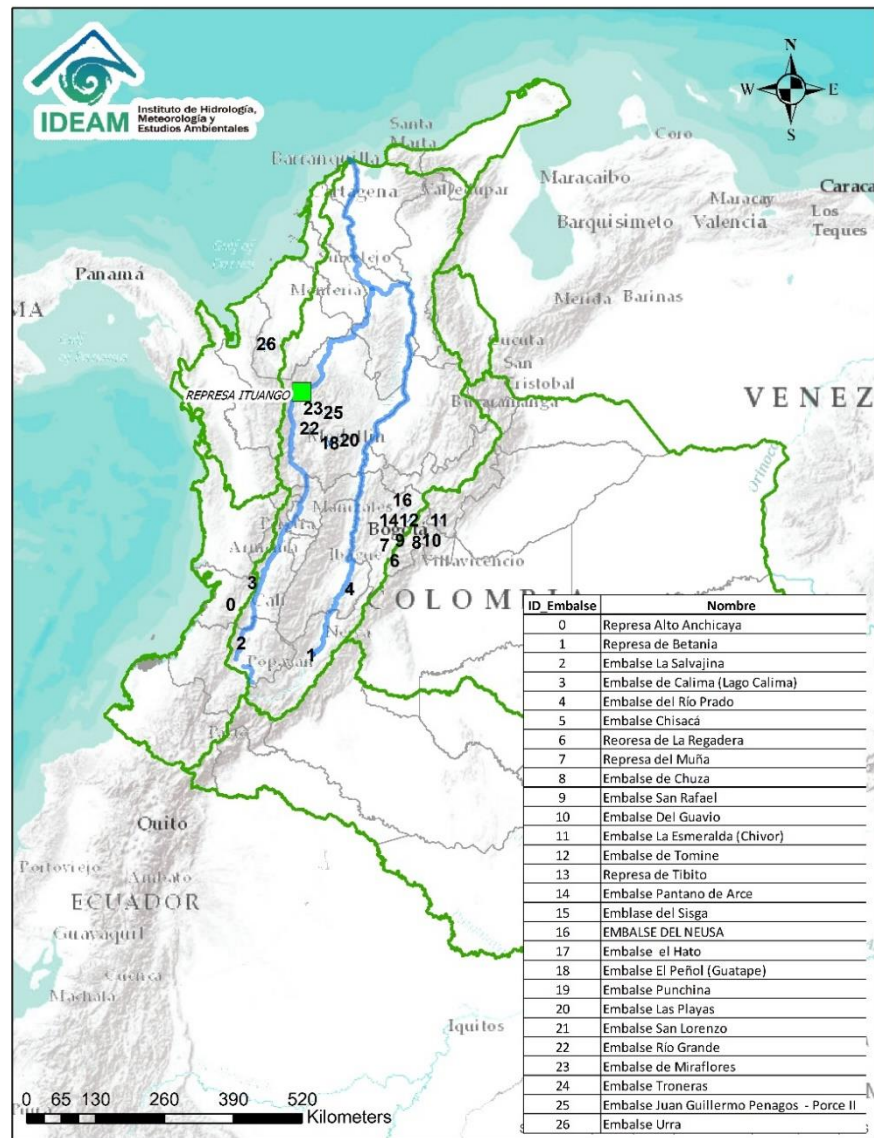 IDEAM
Instituto de Hidrología,
Meteorología y
Estudios Ambientales
N
W E
S
Santa
Marta
Barranquilla
Coro
Valledupar
Maracaibo
Caraca
Maracay
Barquisimeto
Valencia
Los
Teques
Panamá
MA
Montería
Merida
Barinas
Cucuta
San
Cristobal
26
REPRESA ITUANGO
VENEZ
23
25
22
18
20
Orinoco
16
Manizales
14
12
11
Bogotá
9
8
10
7
Armenia
Ibagué
6
Villavicencio
3
4
0
Cali
COLOMBIA
2
1
Neiva
Popayan
Pasto
Quito
Portoviejo
Ambato
ECUADOR
Guayaquil
Cuenca
Machala
Iquitos
ID_Embalse Nombre
0 Represa Alto Anchicaya
1 Represa de Betania
2 Embalse La Salvajina
3 Embalse de Calima (Lago Calima)
4 Embalse del Río Prado
5 Embalse Chisacá
6 Reoresa de La Regadera
7 Represa del Muña
8 Embalse de Chuza
9 Embalse San Rafael
10 Embalse Del Guavio
11 Embalse La Esmeralda (Chivor)
12 Embalse de Tomine
13 Represa de Tibito
14 Embalse Pantano de Arce
15 Emblase del Sisga
16 EMBALSE DEL NEUSA
17 Embalse el Hato
18 Embalse El Peñol (Guatape)
19 Embalse Punchina
20 Embalse Las Playas
21 Embalse San Lorenzo
22 Embalse Río Grande
23 Embalse de Miraflores
24 Embalse Troneras
25 Embalse Juan Guillermo Penagos - Porce II
26 Embalse Urra
0 65 130 260 390 520
Kilometers